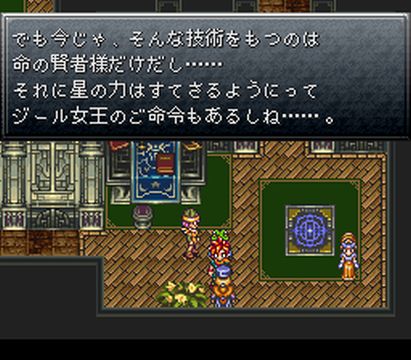 でも今じゃ、そんな技術をもつのは
命の賢者様だけだし……
それに星の力はすてさるようにって
ジール女王のご命令もあるしね……。